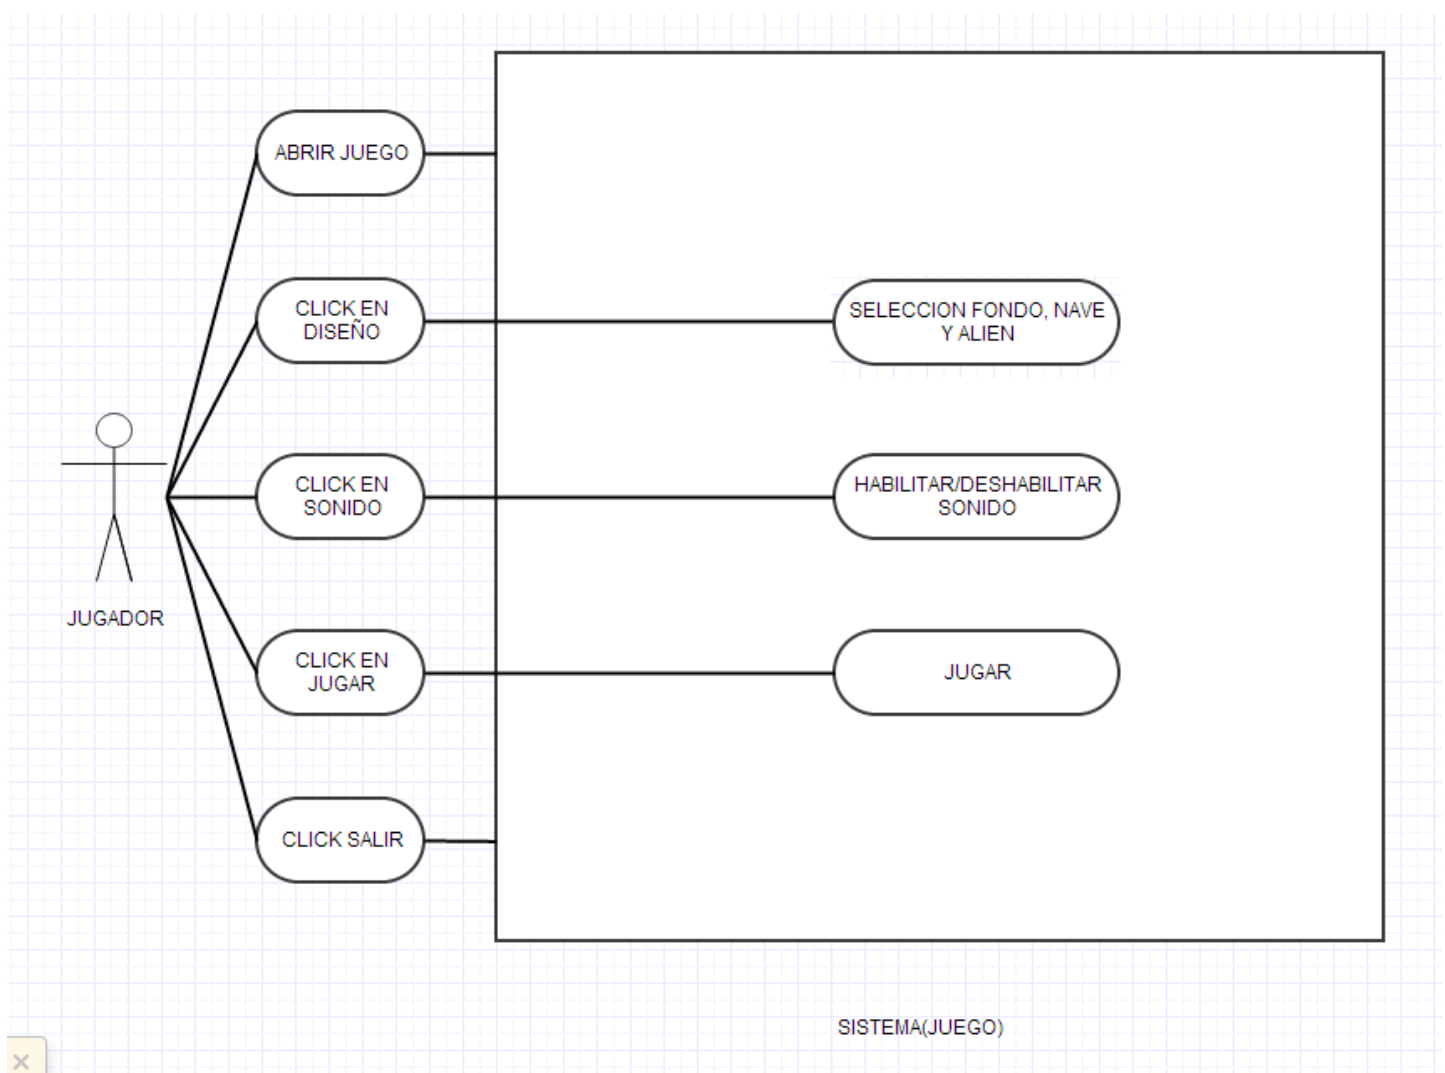 ABRIR JUEGO
CLICK EN
DISEÑO
SELECCION FONDO, NAVE
Y ALIEN
CLICK EN
SONIDO
HABILITAR/DESHABILITAR
SONIDO
JUGADOR
CLICK EN
JUGAR
JUGAR
CLICK SALIR
SISTEMA(JUEGO)